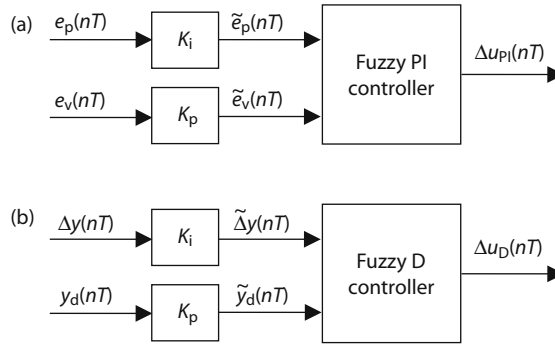 (a)
e_p(nT)
K_i
ẽ_p(nT)
Fuzzy PI
controller
Δu_PI(nT)
e_v(nT)
K_p
ẽ_v(nT)
(b)
Δy(nT)
K_i
Δ̃y(nT)
Fuzzy D
controller
Δu_D(nT)
y_d(nT)
K_p
ỹ_d(nT)